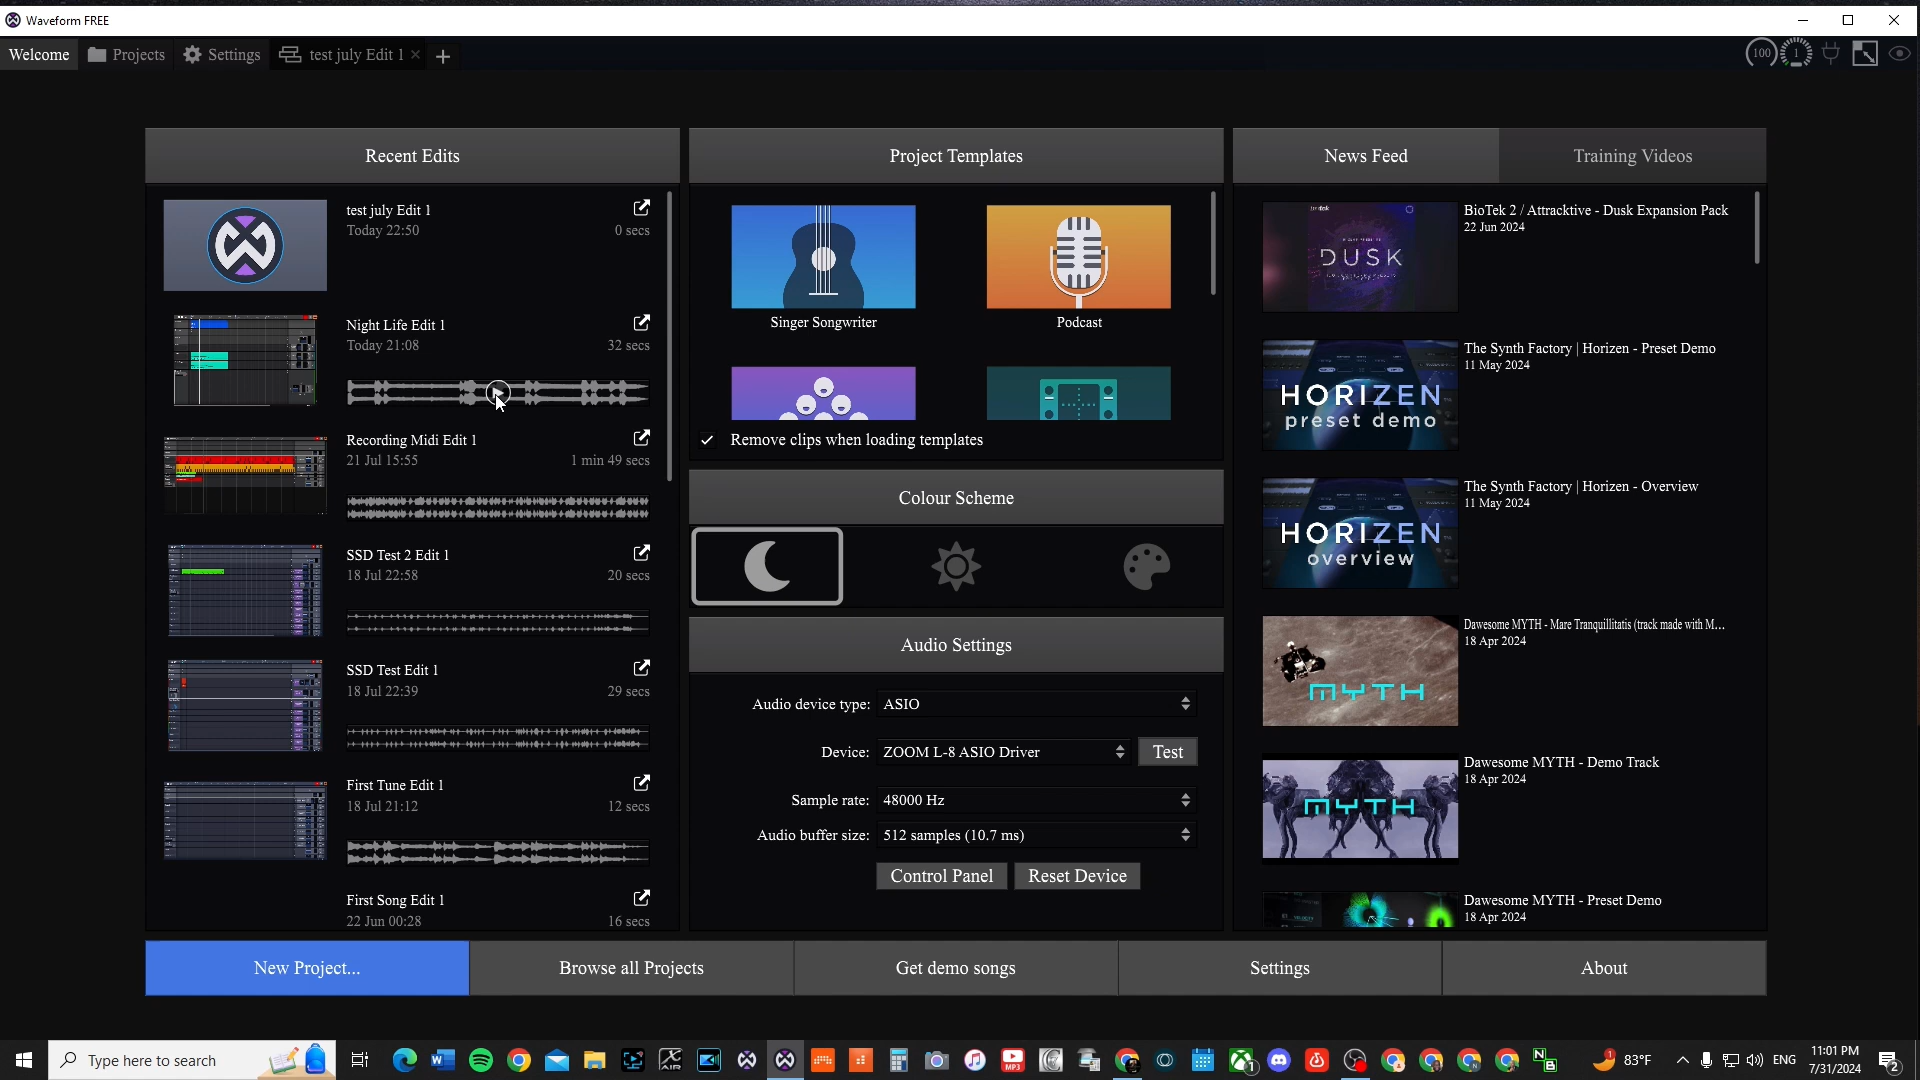 Waveform FREE
Welcome
Projects
Settings
test july Edit 1
100
1
Recent Edits
test july Edit 1
Today 22:50
0 secs
Night Life Edit 1
Today 21:08
32 secs
Recording Midi Edit 1
21 Jul 15:55
1 min 49 secs
SSD Test 2 Edit 1
18 Jul 22:58
20 secs
SSD Test Edit 1
18 Jul 22:39
29 secs
First Tune Edit 1
18 Jul 21:12
12 secs
First Song Edit 1
22 Jun 00:28
16 secs
Project Templates
Singer Songwriter
Podcast
Remove clips when loading templates
Colour Scheme
Audio Settings
Audio device type: ASIO
Device: ZOOM L-8 ASIO Driver
Test
Sample rate: 48000 Hz
Audio buffer size: 512 samples (10.7 ms)
Control Panel
Reset Device
News Feed
Training Videos
DUSK
BioTek 2 / Attracktive - Dusk Expansion Pack
22 Jun 2024
HORIZEN
preset demo
The Synth Factory | Horizen - Preset Demo
11 May 2024
HORIZEN
overview
The Synth Factory | Horizen - Overview
11 May 2024
MYTH
Dawesome MYTH - Mare Tranquillitatis (track made with M...
18 Apr 2024
MYTH
Dawesome MYTH - Demo Track
18 Apr 2024
Dawesome MYTH - Preset Demo
18 Apr 2024
New Project...
Browse all Projects
Get demo songs
Settings
About
Type here to search
83°F
ENG
11:01 PM
7/31/2024
2